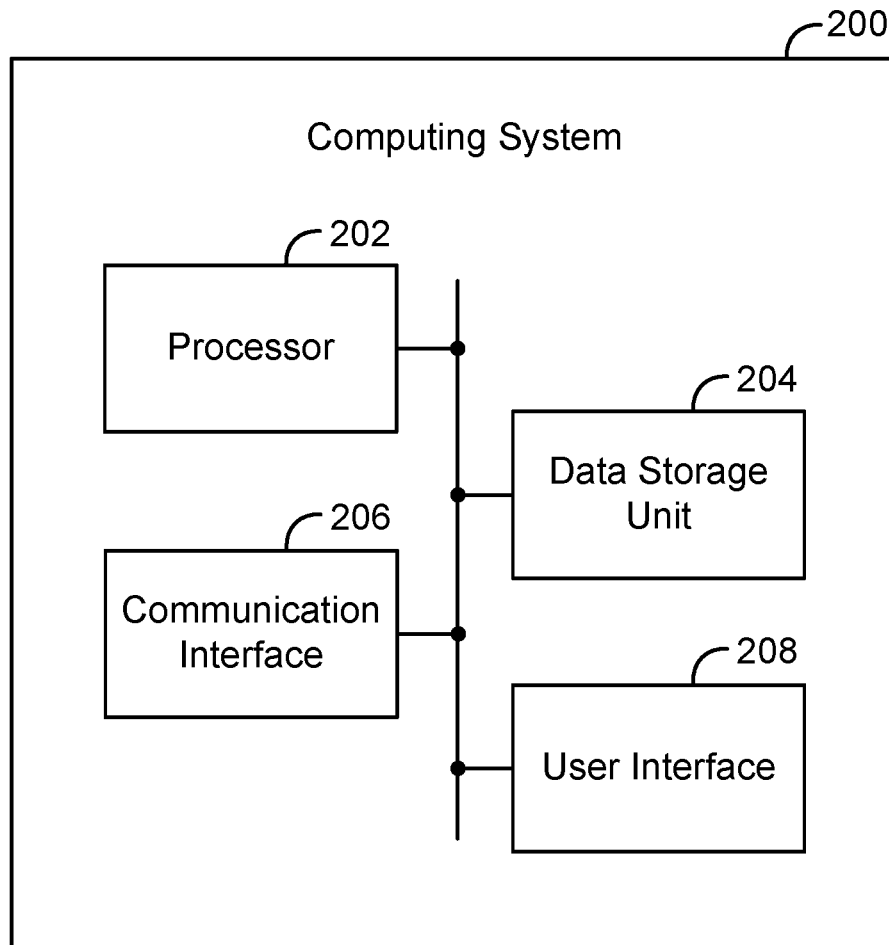 200
Computing System
202
Processor
204
Data Storage
Unit
206
Communication
Interface
208
User Interface